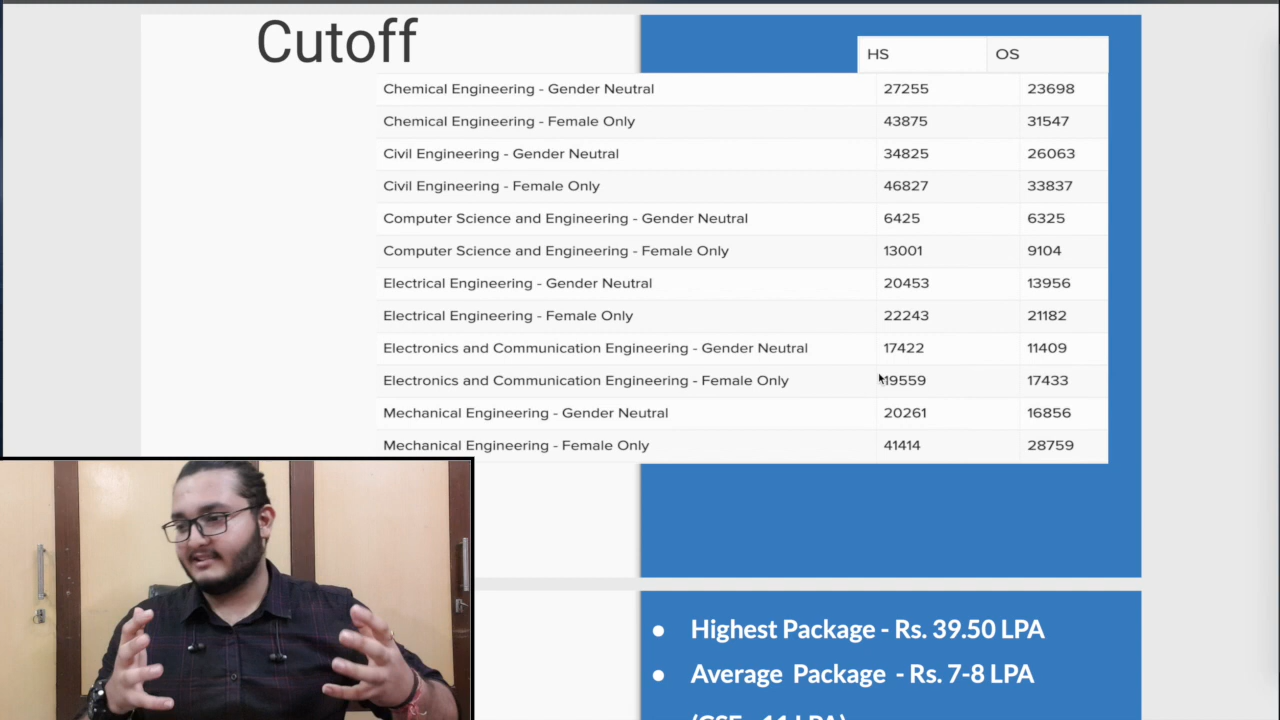 Cutoff
HS OS
Chemical Engineering - Gender Neutral 27255 23698
Chemical Engineering - Female Only 43875 31547
Civil Engineering - Gender Neutral 34825 26063
Civil Engineering - Female Only 46827 33837
Computer Science and Engineering - Gender Neutral 6425 6325
Computer Science and Engineering - Female Only 13001 9104
Electrical Engineering - Gender Neutral 20453 13956
Electrical Engineering - Female Only 22243 21182
Electronics and Communication Engineering - Gender Neutral 17422 11409
Electronics and Communication Engineering - Female Only 19559 17433
Mechanical Engineering - Gender Neutral 20261 16856
Mechanical Engineering - Female Only 41414 28759
● Highest Package - Rs. 39.50 LPA
● Average Package - Rs. 7-8 LPA
(CSE - 11 LPA)